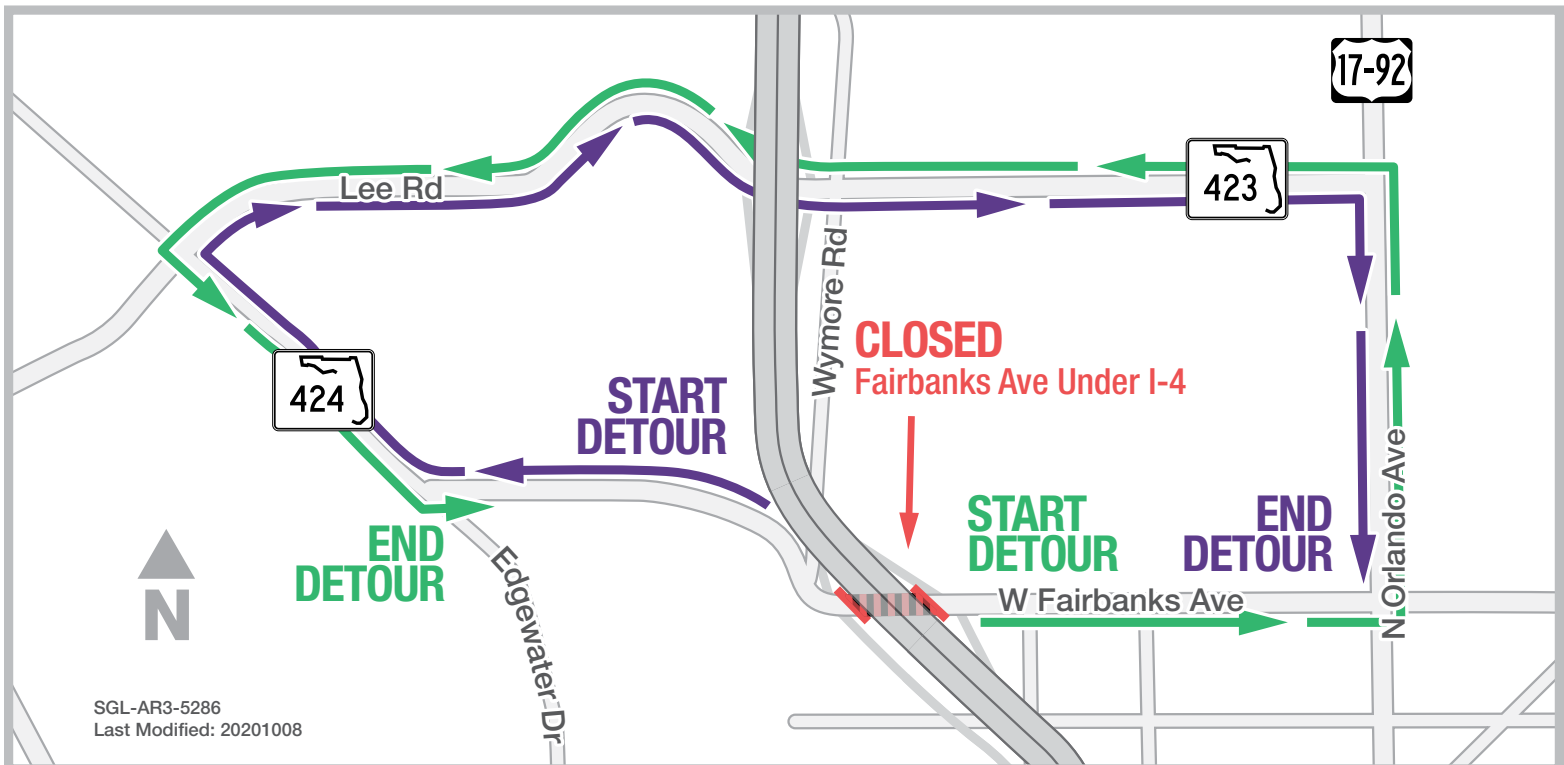 17-92
423
Lee Rd
Wymore Rd
CLOSED
Fairbanks Ave Under I-4
424
START
DETOUR
N Orlando Ave
START
DETOUR
END
DETOUR
END
DETOUR
W Fairbanks Ave
Edgewater Dr
N
SGL-AR3-5286
Last Modified: 20201008